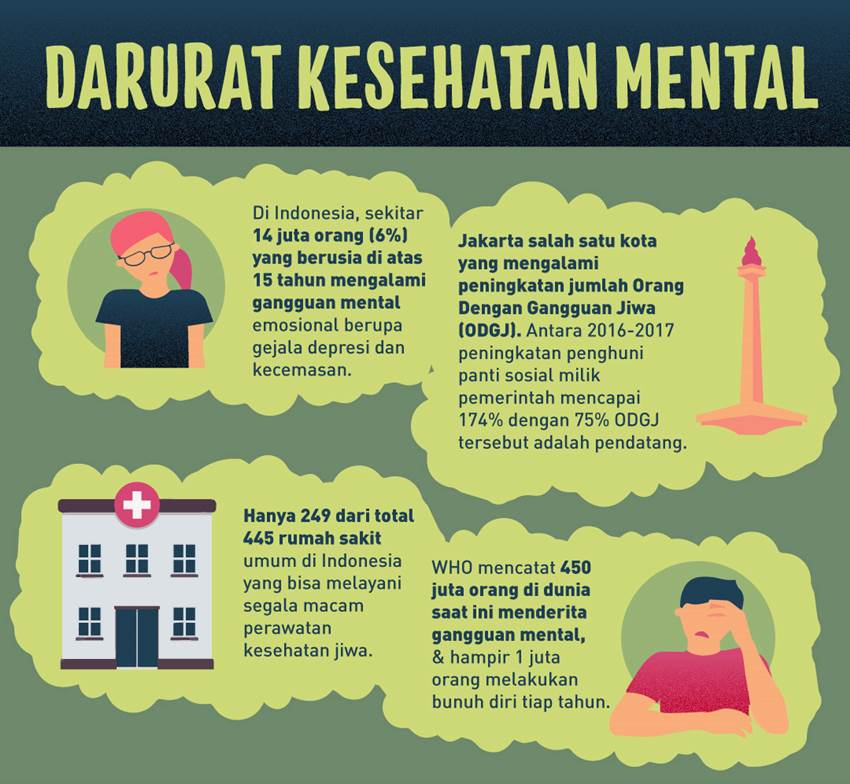 DARURAT KESEHATAN MENTAL
Di Indonesia, sekitar
14 juta orang (6%)
yang berusia di atas
15 tahun mengalami
gangguan mental
emosional berupa
gejala depresi dan
kecemasan.
Jakarta salah satu kota
yang mengalami
peningkatan jumlah Orang
Dengan Gangguan Jiwa
(ODGJ). Antara 2016-2017
peningkatan penghuni
panti sosial milik
pemerintah mencapai
174% dengan 75% ODGJ
tersebut adalah pendatang.
Hanya 249 dari total
445 rumah sakit
umum di Indonesia
yang bisa melayani
segala macam
perawatan
kesehatan jiwa.
WHO mencatat 450
juta orang di dunia
saat ini menderita
gangguan mental,
& hampir 1 juta
orang melakukan
bunuh diri tiap tahun.